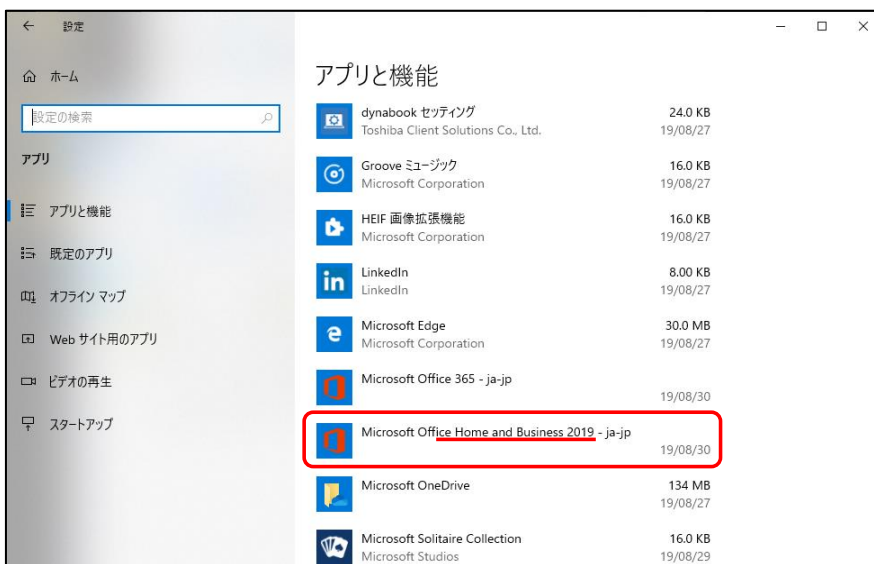 設定
ホーム
設定の検索
アプリ
アプリと機能
既定のアプリ
オフライン マップ
Web サイト用のアプリ
ビデオの再生
スタートアップ
アプリと機能
dynabook セッティング 24.0 KB
Toshiba Client Solutions Co., Ltd. 19/08/27
Groove ミュージック 16.0 KB
Microsoft Corporation 19/08/27
HEIF 画像拡張機能 16.0 KB
Microsoft Corporation 19/08/27
LinkedIn 8.00 KB
LinkedIn 19/08/27
Microsoft Edge 30.0 MB
Microsoft Corporation 19/08/27
Microsoft Office 365 - ja-jp
19/08/30
Microsoft Office Home and Business 2019 - ja-jp
19/08/30
Microsoft OneDrive 134 MB
19/08/27
Microsoft Solitaire Collection 16.0 KB
Microsoft Studios 19/08/29